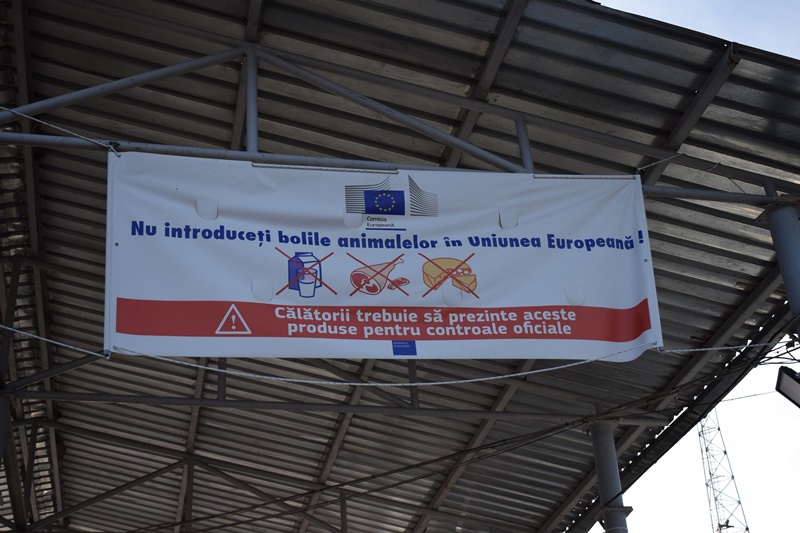 Comisia
Europeană
Nu introduceți bolile animalelor în Uniunea Europeană !
Călătorii trebuie să prezinte aceste
produse pentru controale oficiale